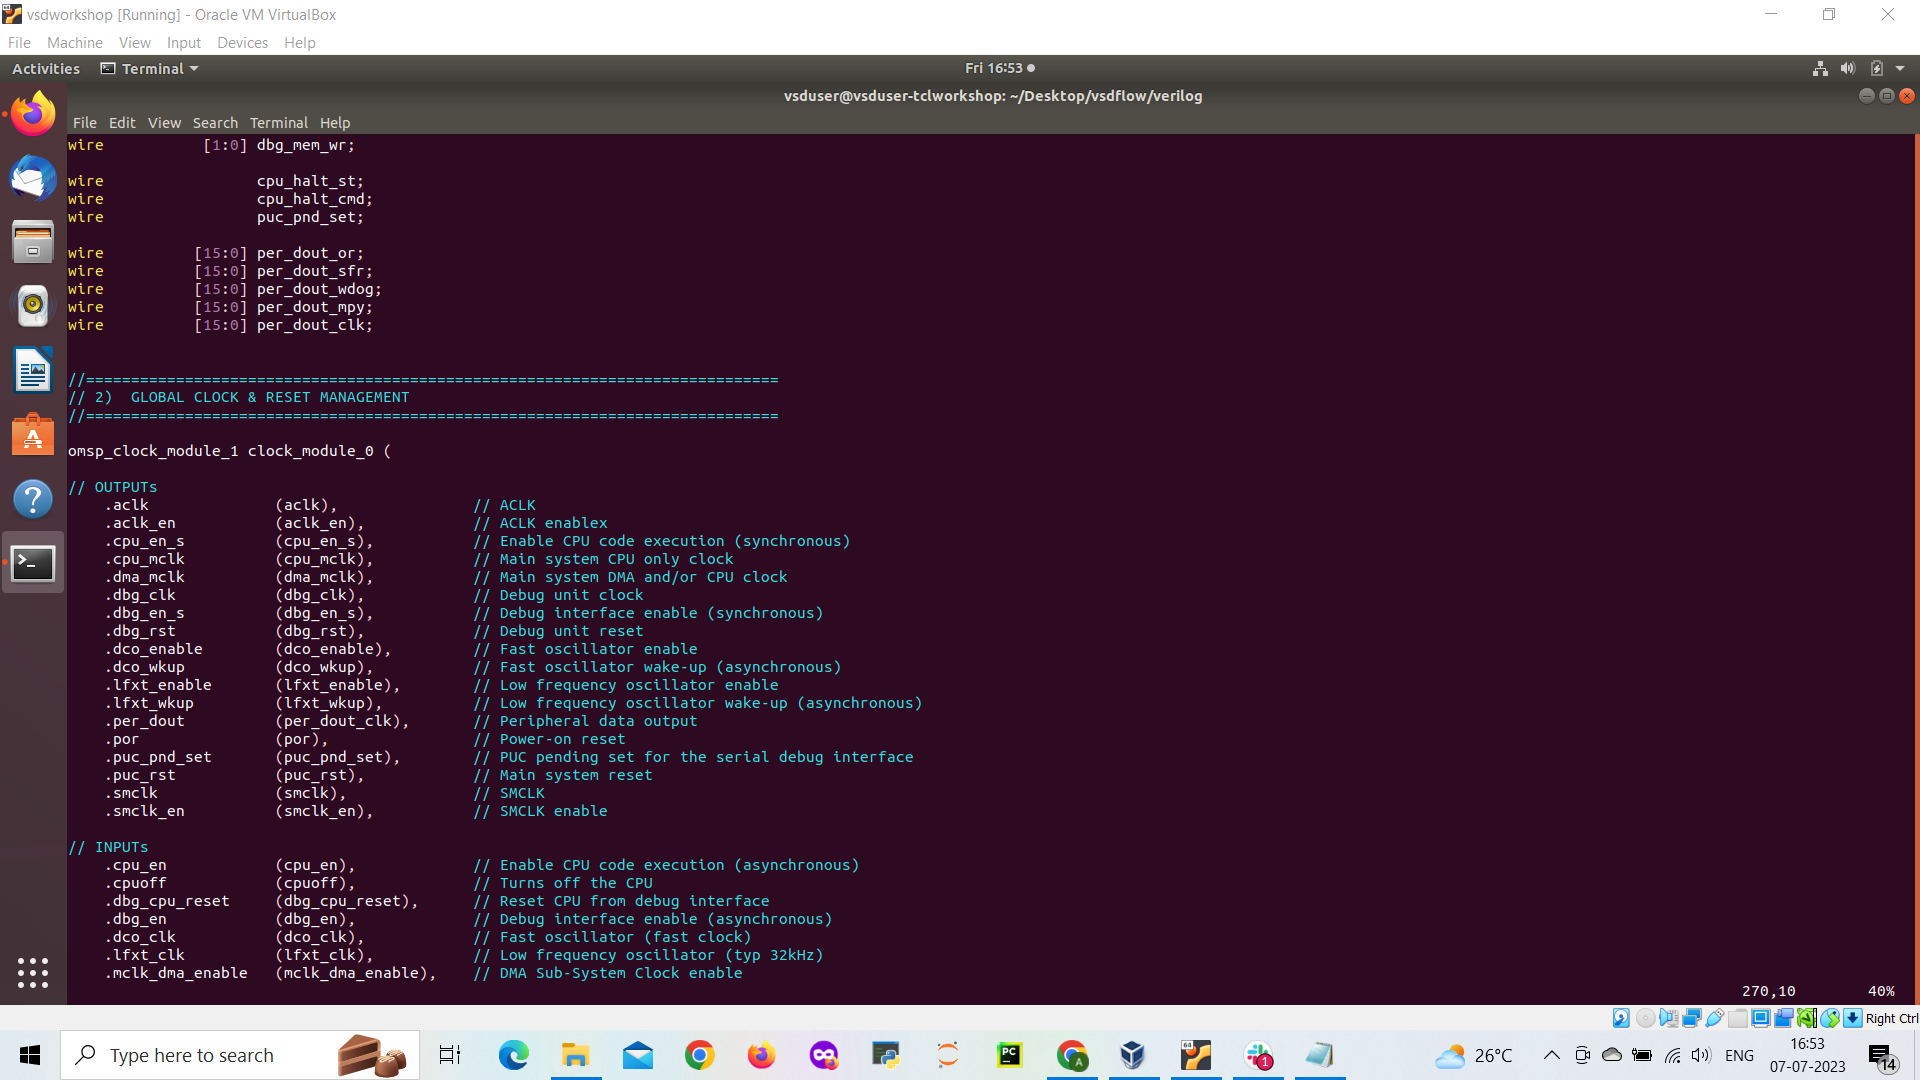 vsdworkshop [Running] - Oracle VM VirtualBox
File Machine View Input Devices Help
Activities Terminal Fri 16:53
vsduser@vsduser-tclworkshop: ~/Desktop/vsdflow/verilog
File Edit View Search Terminal Help
wire [1:0] dbg_mem_wr;
wire cpu_halt_st;
wire cpu_halt_cmd;
wire puc_pnd_set;
wire [15:0] per_dout_or;
wire [15:0] per_dout_sfr;
wire [15:0] per_dout_wdog;
wire [15:0] per_dout_mpy;
wire [15:0] per_dout_clk;
//=============================================================================
// 2) GLOBAL CLOCK & RESET MANAGEMENT
//=============================================================================
omsp_clock_module_1 clock_module_0 (
// OUTPUTs
.aclk (aclk), // ACLK
.aclk_en (aclk_en), // ACLK enablex
.cpu_en_s (cpu_en_s), // Enable CPU code execution (synchronous)
.cpu_mclk (cpu_mclk), // Main system CPU only clock
.dma_mclk (dma_mclk), // Main system DMA and/or CPU clock
.dbg_clk (dbg_clk), // Debug unit clock
.dbg_en_s (dbg_en_s), // Debug interface enable (synchronous)
.dbg_rst (dbg_rst), // Debug unit reset
.dco_enable (dco_enable), // Fast oscillator enable
.dco_wkup (dco_wkup), // Fast oscillator wake-up (asynchronous)
.lfxt_enable (lfxt_enable), // Low frequency oscillator enable
.lfxt_wkup (lfxt_wkup), // Low frequency oscillator wake-up (asynchronous)
.per_dout (per_dout_clk), // Peripheral data output
.por (por), // Power-on reset
.puc_pnd_set (puc_pnd_set), // PUC pending set for the serial debug interface
.puc_rst (puc_rst), // Main system reset
.smclk (smclk), // SMCLK
.smclk_en (smclk_en), // SMCLK enable
// INPUTs
.cpu_en (cpu_en), // Enable CPU code execution (asynchronous)
.cpuoff (cpuoff), // Turns off the CPU
.dbg_cpu_reset (dbg_cpu_reset), // Reset CPU from debug interface
.dbg_en (dbg_en), // Debug interface enable (asynchronous)
.dco_clk (dco_clk), // Fast oscillator (fast clock)
.lfxt_clk (lfxt_clk), // Low frequency oscillator (typ 32kHz)
.mclk_dma_enable (mclk_dma_enable), // DMA Sub-System Clock enable
270,10 40%
Right Ctrl
Type here to search
PC
A
64
1
26°C
ENG
16:53
07-07-2023
14